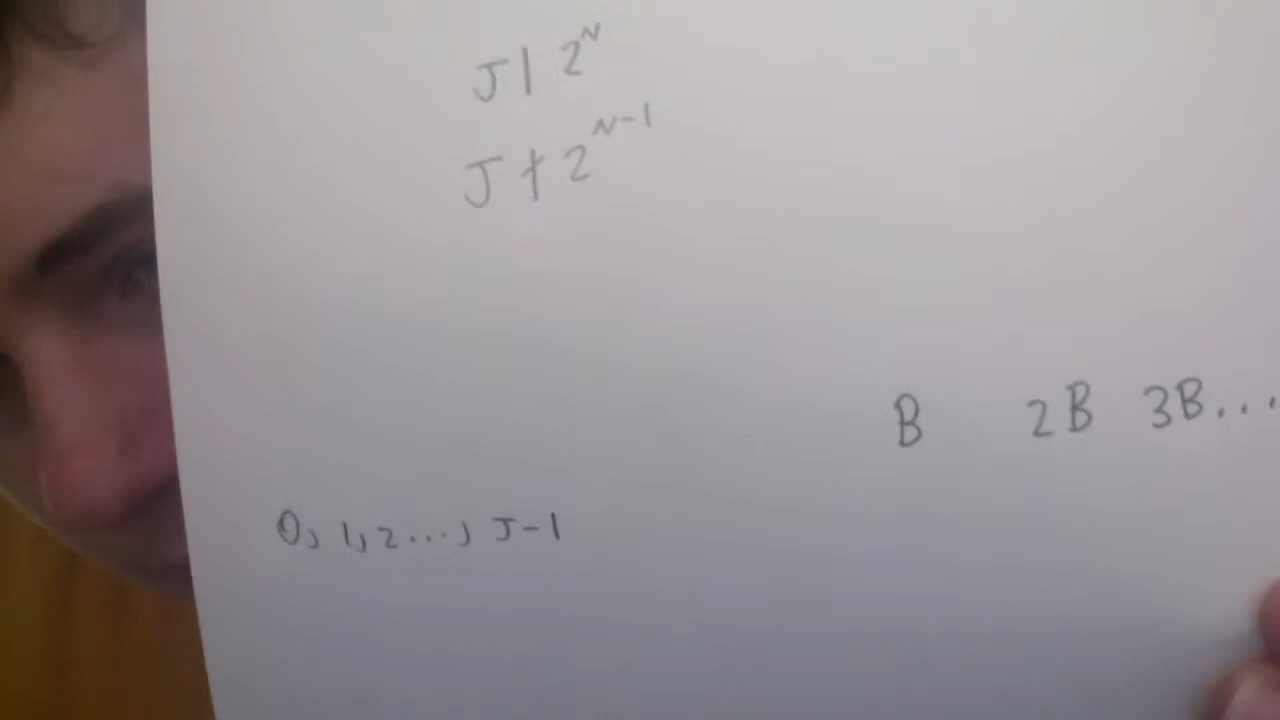 J | 2^N
J ∤ 2^{N-1}
B 2B 3B...
0, 1, 2..., J-1